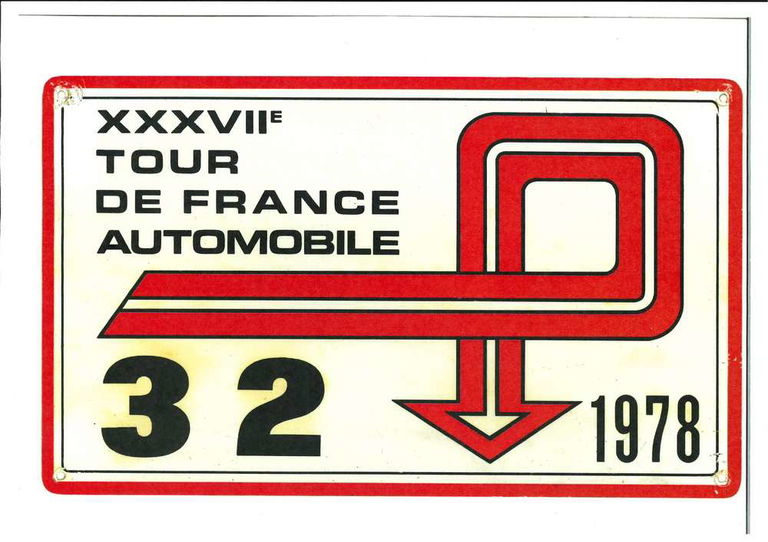 XXXVIIᴱ
TOUR
DE FRANCE
AUTOMOBILE
32
1978